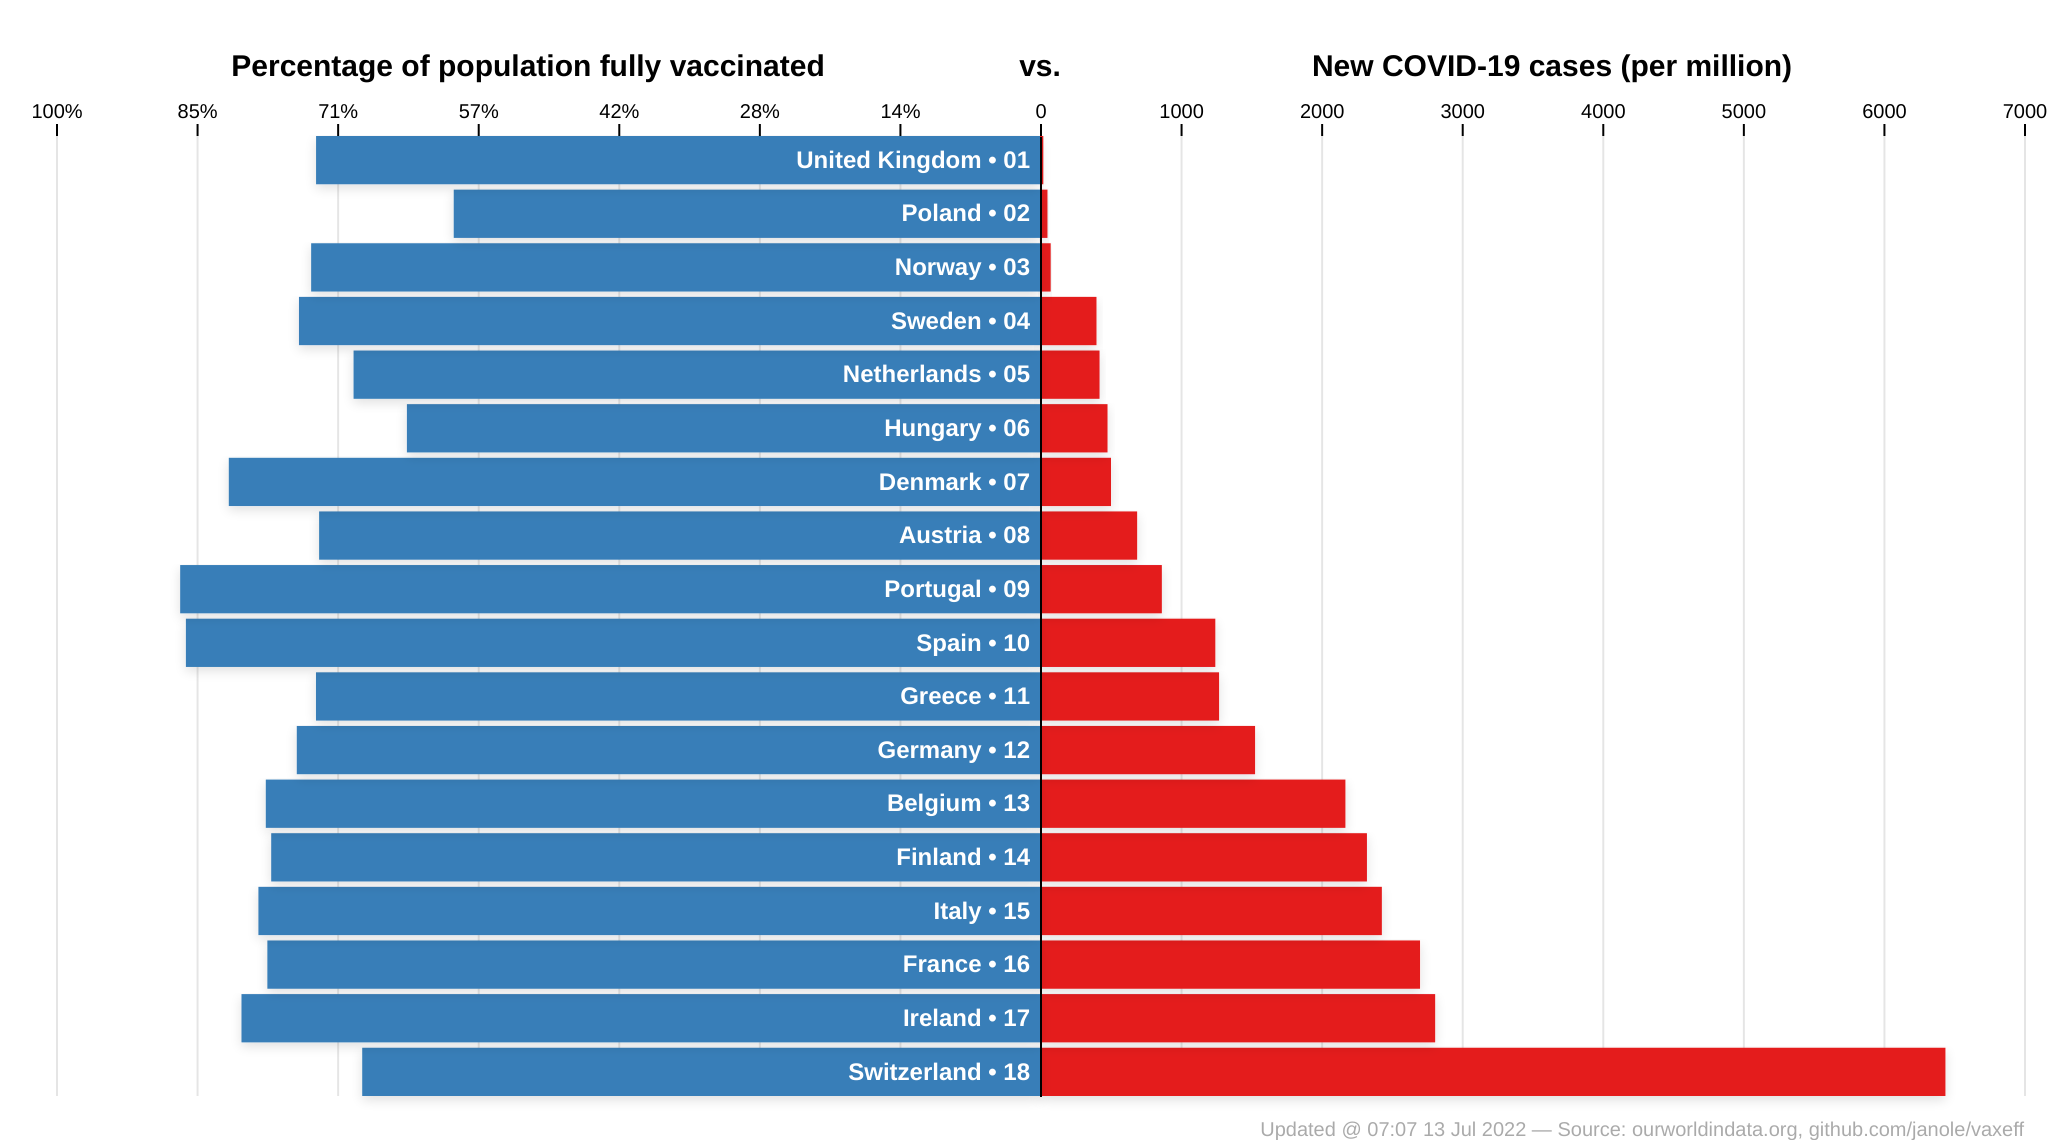 Percentage of population fully vaccinated vs. New COVID-19 cases (per million)
100% 85% 71% 57% 42% 28% 14% 0 1000 2000 3000 4000 5000 6000 7000
United Kingdom • 01
Poland • 02
Norway • 03
Sweden • 04
Netherlands • 05
Hungary • 06
Denmark • 07
Austria • 08
Portugal • 09
Spain • 10
Greece • 11
Germany • 12
Belgium • 13
Finland • 14
Italy • 15
France • 16
Ireland • 17
Switzerland • 18
Updated @ 07:07 13 Jul 2022 — Source: ourworldindata.org, github.com/janole/vaxeff